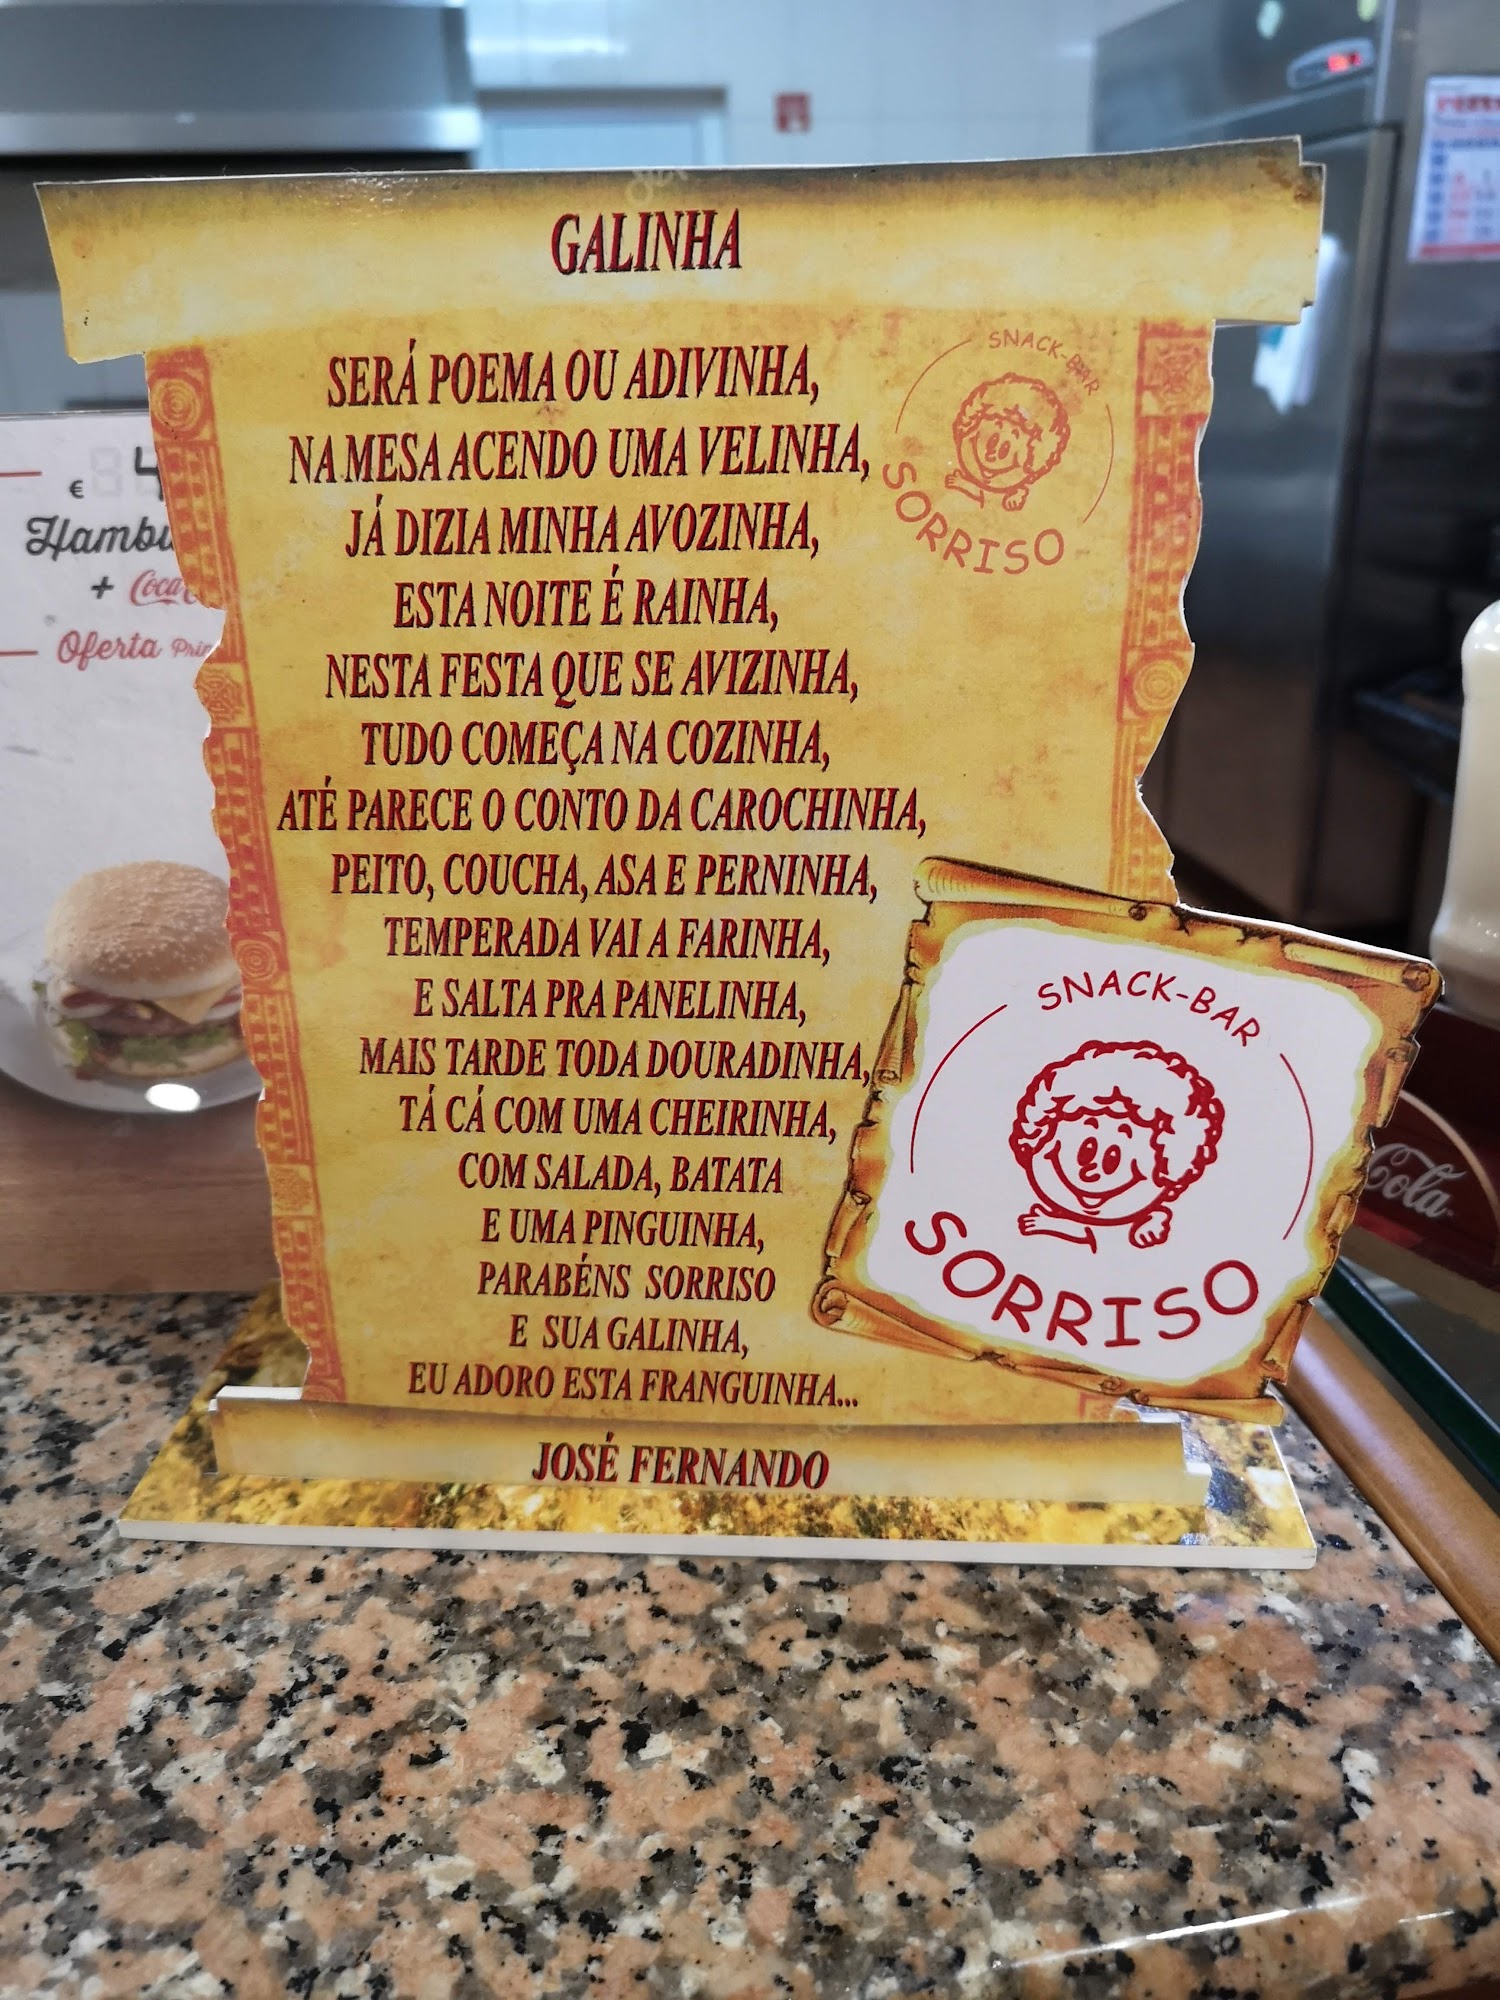 GALINHA
SERÁ POEMA OU ADIVINHA,
NA MESA ACENDO UMA VELINHA,
JÁ DIZIA MINHA AVOZINHA,
ESTA NOITE É RAINHA,
NESTA FESTA QUE SE AVIZINHA,
TUDO COMEÇA NA COZINHA,
ATÉ PARECE O CONTO DA CAROCHINHA,
PEITO, COUCHA, ASA E PERNINHA,
TEMPERADA VAI A FARINHA,
E SALTA PRA PANELINHA,
MAIS TARDE TODA DOURADINHA,
TÁ CÁ COM UMA CHEIRINHA,
COM SALADA, BATATA
E UMA PINGUINHA,
PARABÉNS SORRISO
E SUA GALINHA,
EU ADORO ESTA FRANGUINHA...
JOSÉ FERNANDO
SNACK-BAR
SORRISO
SNACK-BAR
SORRISO
€ 4
+
Oferta
Cola